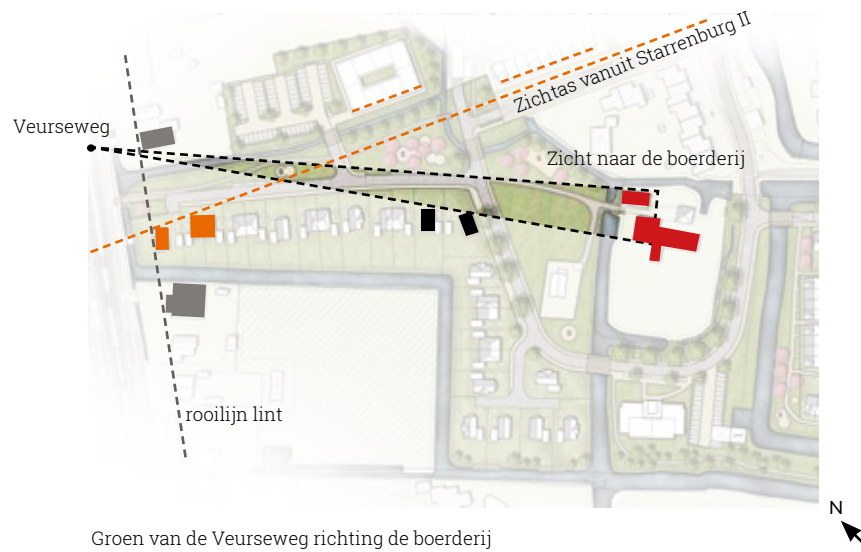 Zichtas vanuit Starrenburg II
Veurseweg
Zicht naar de boerderij
rooilijn lint
N
Groen van de Veurseweg richting de boerderij